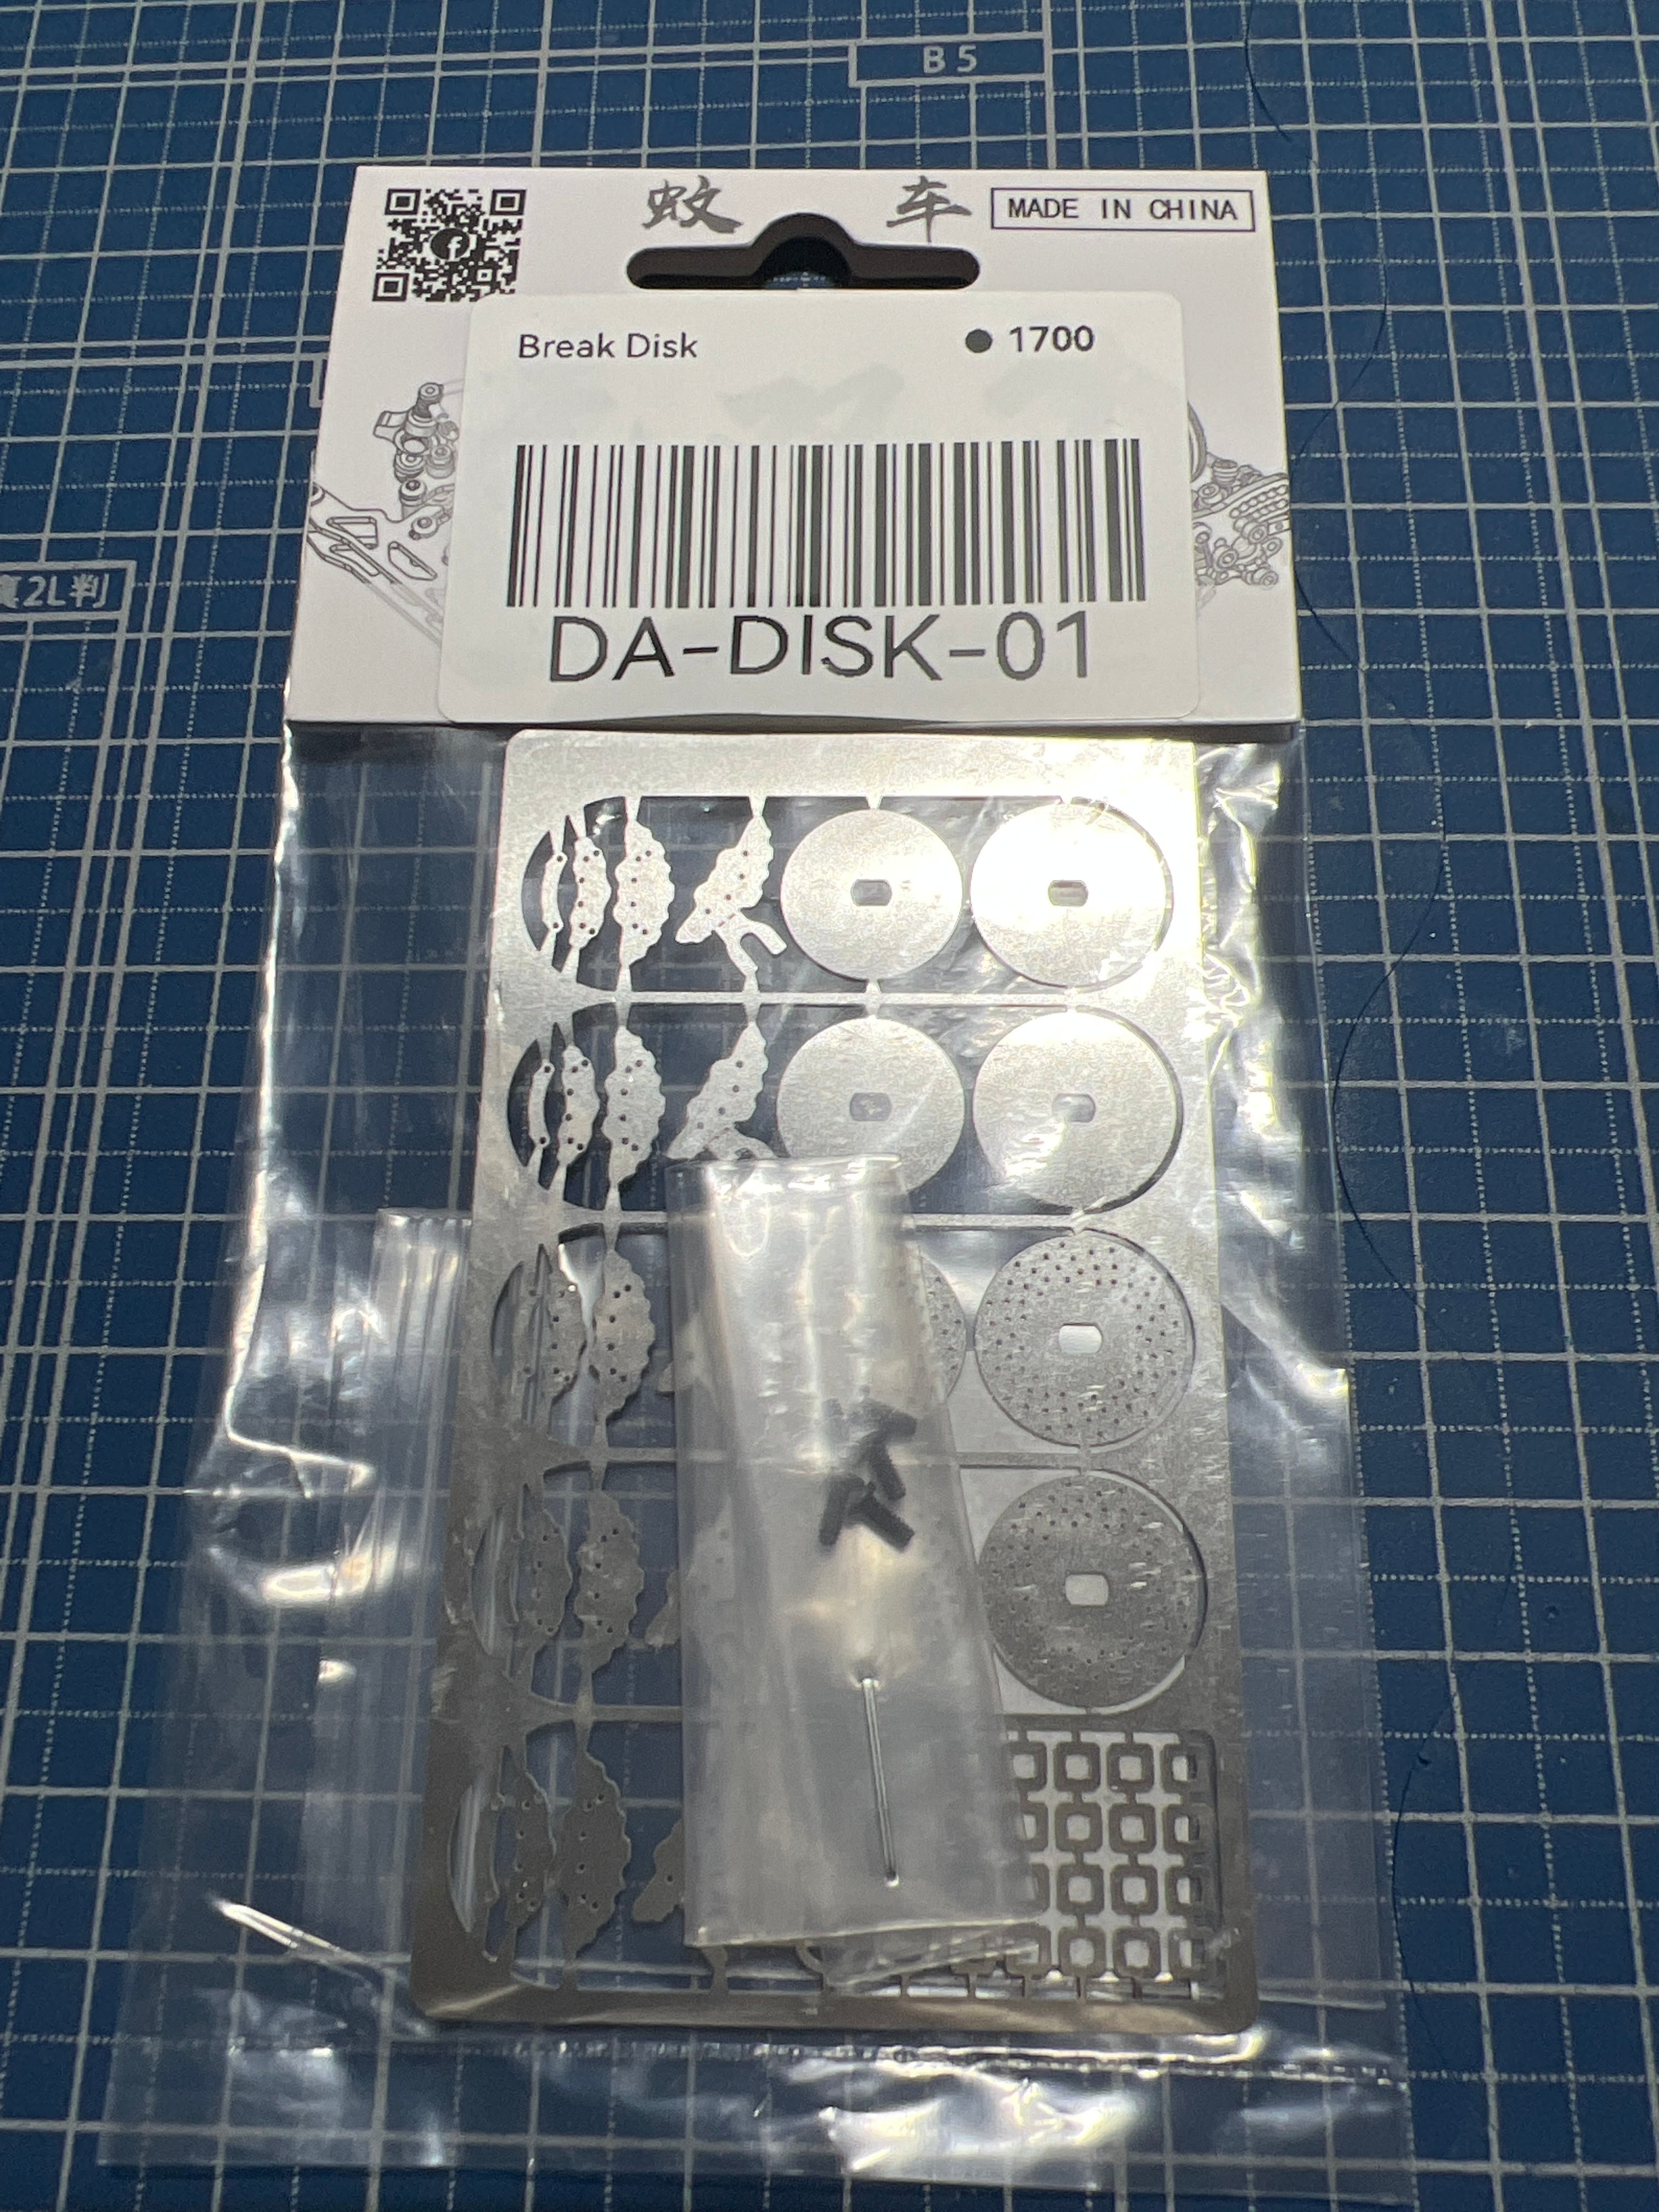 B5
蚊车
MADE IN CHINA
Break Disk
● 1700
DA-DISK-01
2L判